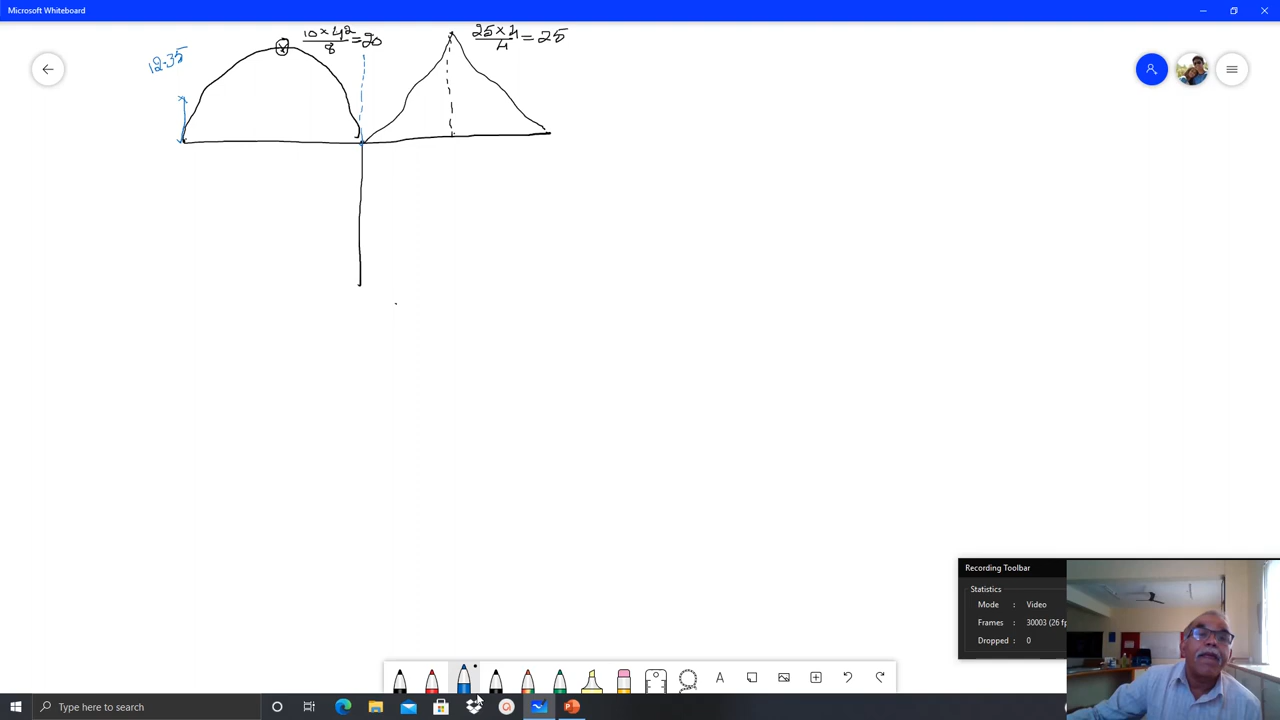 Microsoft Whiteboard
12.35
10 × 4² / 8 = 20
25 × 4 / 4 = 25
Recording Toolbar
Statistics
Mode : Video
Frames : 30003 (26 fp
Dropped : 0
A
Type here to search